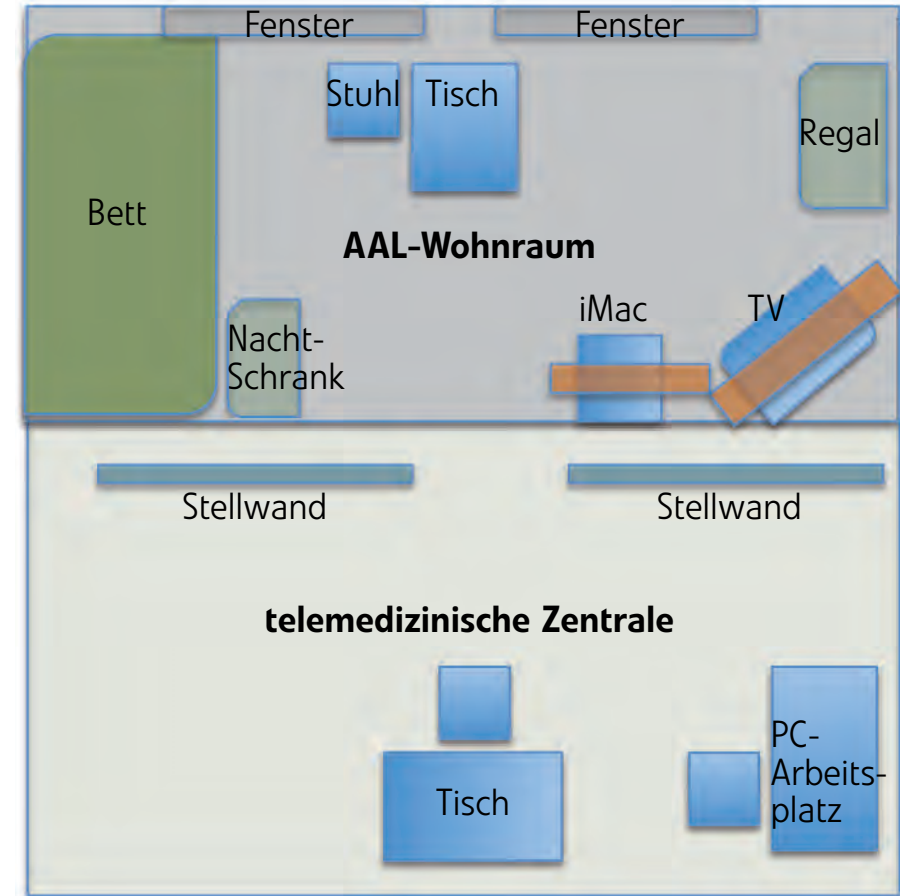 Fenster
Fenster
Stuhl
Tisch
Regal
Bett
AAL-Wohnraum
iMac
TV
Nacht-
Schrank
Stellwand
Stellwand
telemedizinische Zentrale
PC-
Arbeits-
platz
Tisch